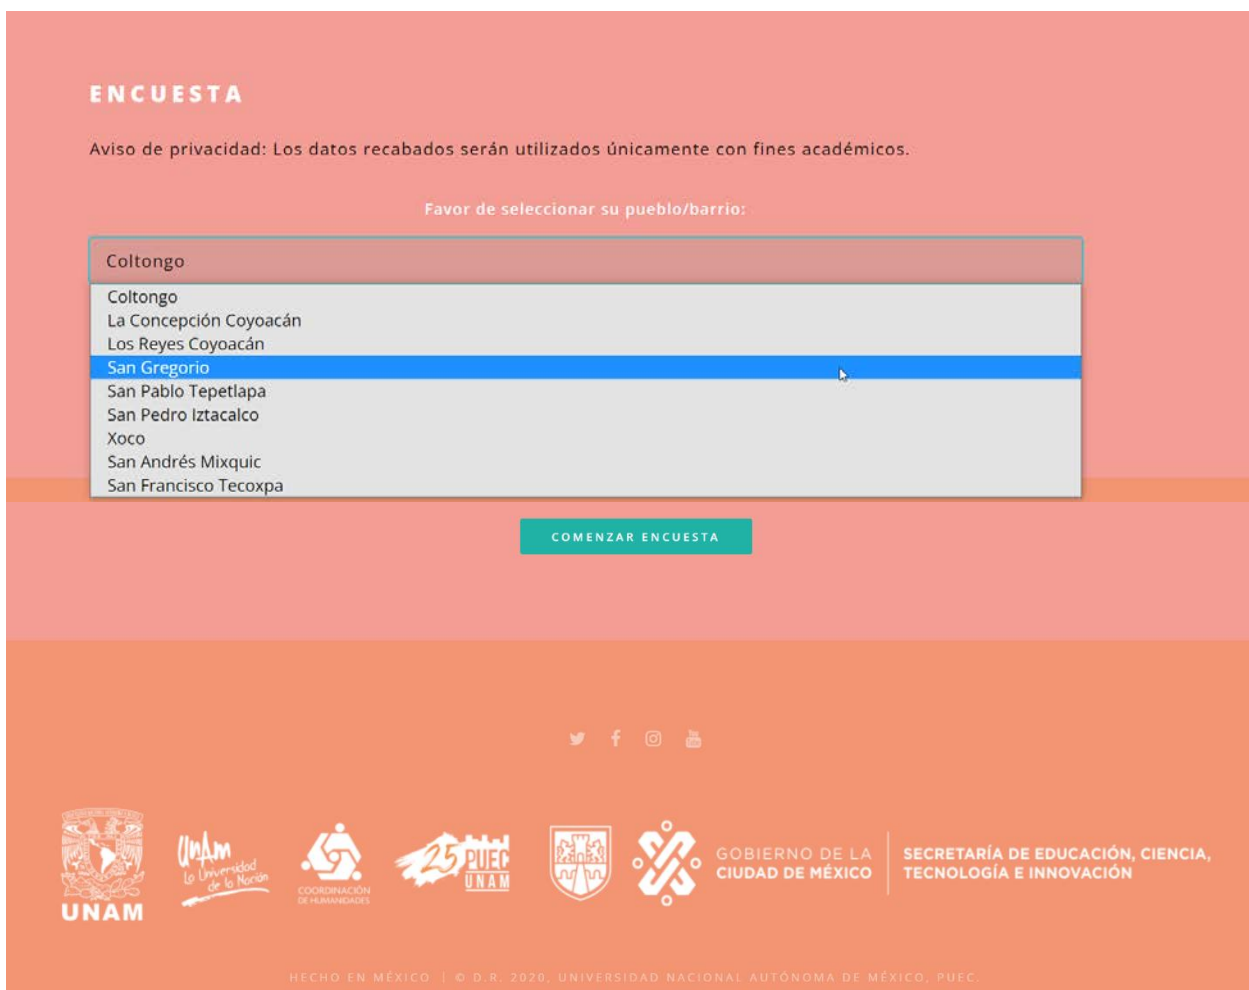 ENCUESTA
Aviso de privacidad: Los datos recabados serán utilizados únicamente con fines académicos.
Favor de seleccionar su pueblo/barrio:
Coltongo
Coltongo
La Concepción Coyoacán
Los Reyes Coyoacán
San Gregorio
San Pablo Tepetlapa
San Pedro Iztacalco
Xoco
San Andrés Mixquic
San Francisco Tecoxpa
COMENZAR ENCUESTA
UNAM
UnAm
La Universidad
de la Nación
COORDINACIÓN
DE HUMANIDADES
25 PUEC
UNAM
GOBIERNO DE LA
CIUDAD DE MÉXICO
SECRETARÍA DE EDUCACIÓN, CIENCIA,
TECNOLOGÍA E INNOVACIÓN
HECHO EN MÉXICO | © D.R. 2020, UNIVERSIDAD NACIONAL AUTÓNOMA DE MÉXICO, PUEC.